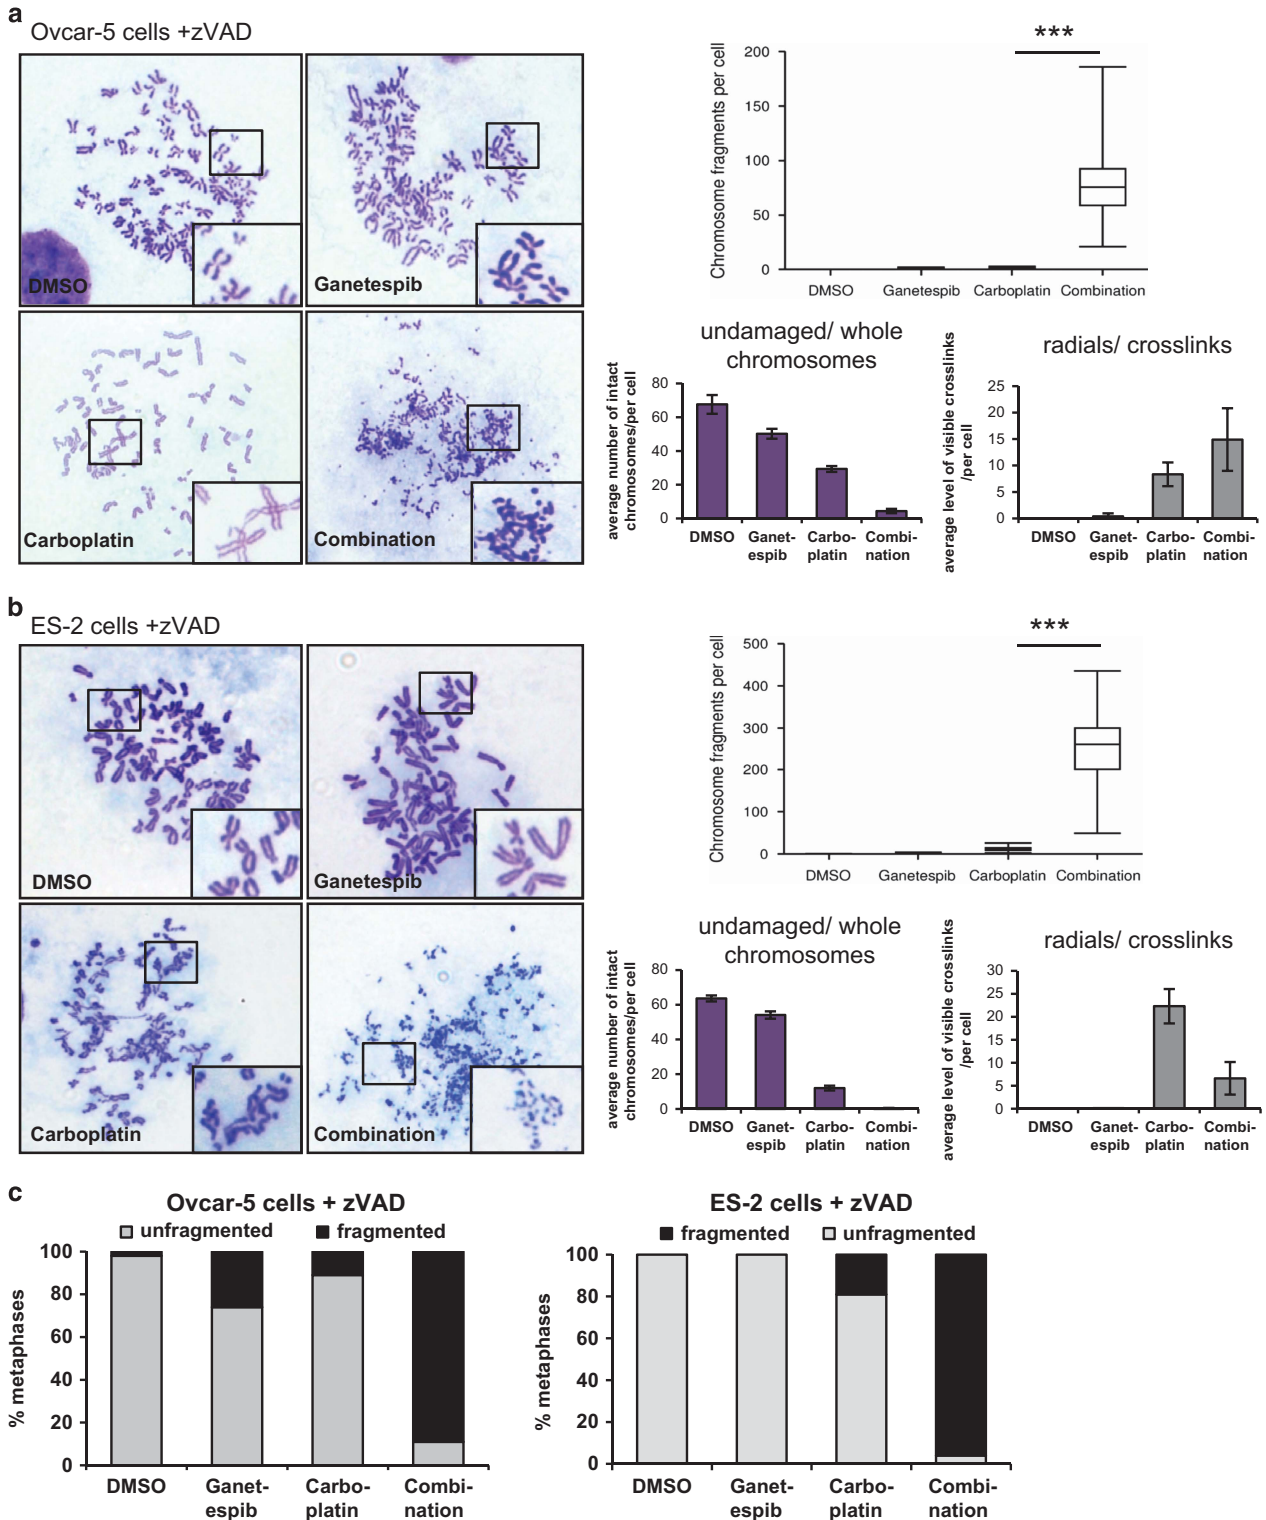 a
Ovcar-5 cells +zVAD
DMSO
Ganetespib
Carboplatin
Combination
***
Chromosome fragments per cell
200
150
100
50
0
DMSO Ganetespib Carboplatin Combination
undamaged/ whole
chromosomes
average number of intact
chromosomes/per cell
80
60
40
20
0
DMSO Ganet- Carbo- Combi-
espib platin nation
radials/ crosslinks
average level of visible crosslinks
/per cell
25
20
15
10
5
0
DMSO Ganet- Carbo- Combi-
espib platin nation
b
ES-2 cells +zVAD
DMSO
Ganetespib
Carboplatin
Combination
***
Chromosome fragments per cell
500
400
300
200
100
0
DMSO Ganetespib Carboplatin Combination
undamaged/ whole
chromosomes
average number of intact
chromosomes/per cell
80
60
40
20
0
DMSO Ganet- Carbo- Combi-
espib platin nation
radials/ crosslinks
average level of visible crosslinks
/per cell
30
25
20
15
10
5
0
DMSO Ganet- Carbo- Combi-
espib platin nation
c
Ovcar-5 cells + zVAD
unfragmented fragmented
% metaphases
100
80
60
40
20
0
DMSO Ganet- Carbo- Combi-
espib platin nation
ES-2 cells + zVAD
fragmented unfragmented
% metaphases
100
80
60
40
20
0
DMSO Ganet- Carbo- Combi-
espib platin nation